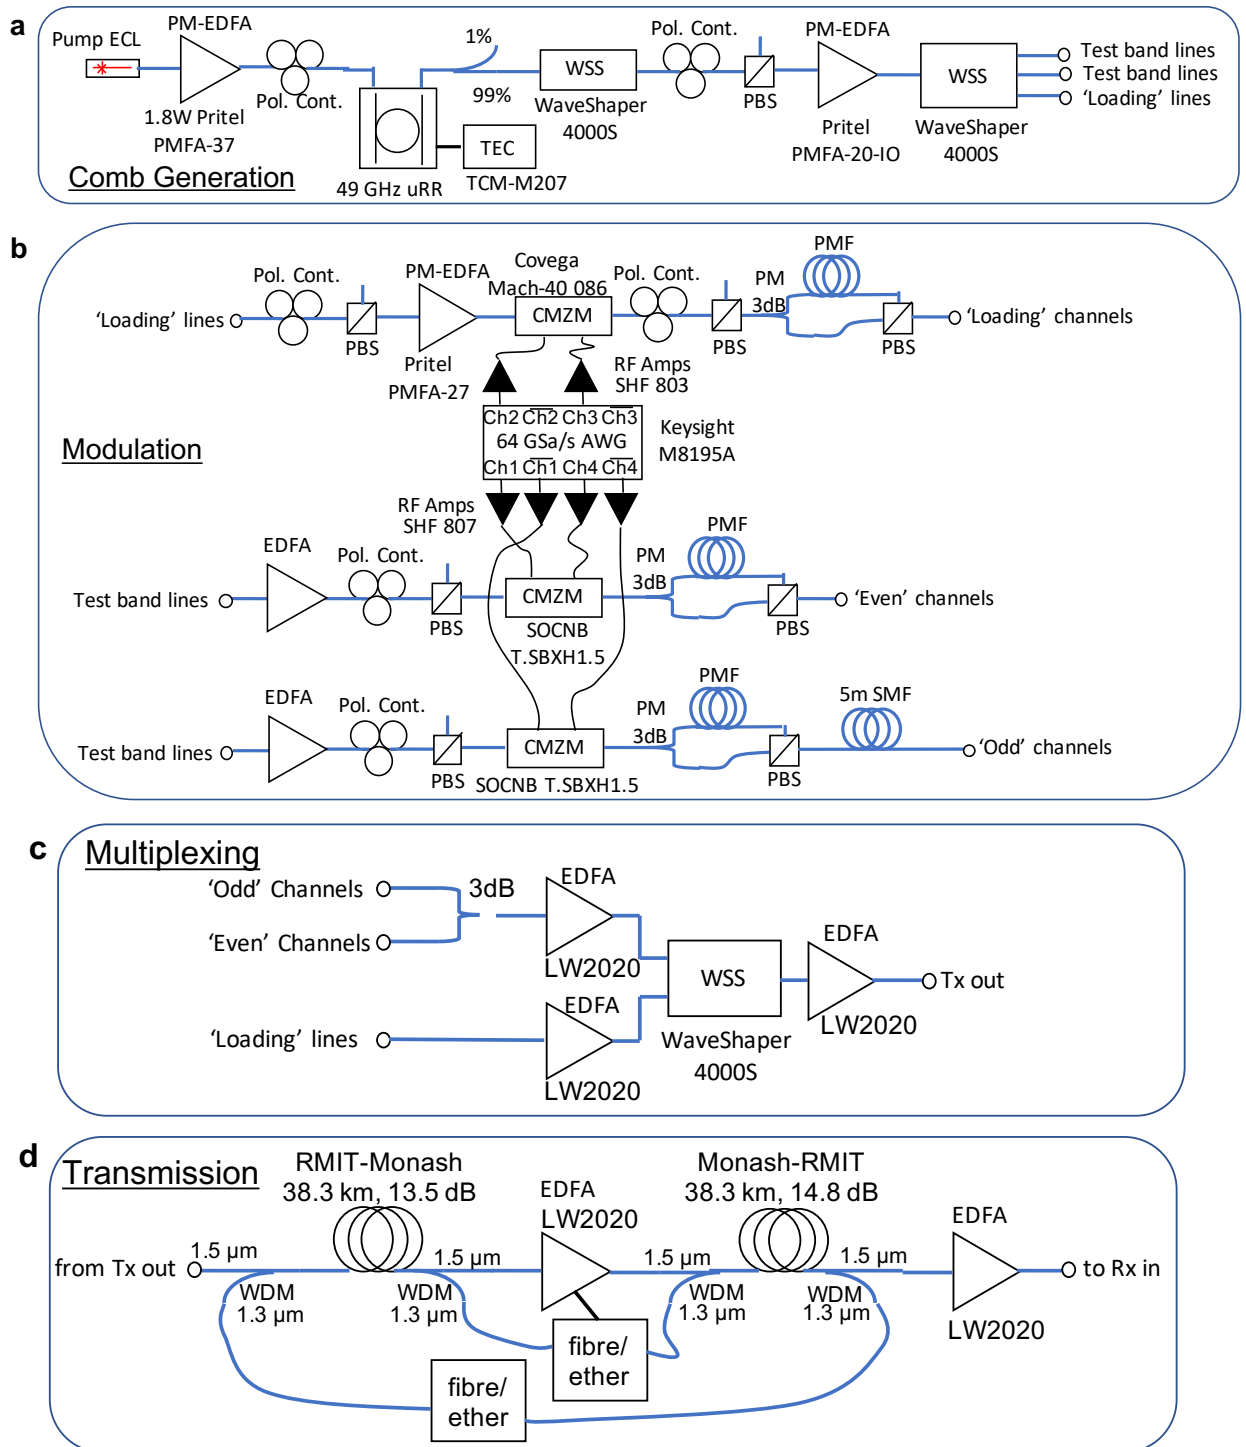 a
Pump ECL
PM-EDFA
1.8W Pritel
PMFA-37
Pol. Cont.
49 GHz uRR
TEC
TCM-M207
1%
99%
WSS
WaveShaper
4000S
Pol. Cont.
PBS
PM-EDFA
Pritel
PMFA-20-IO
WSS
WaveShaper
4000S
Test band lines
Test band lines
'Loading' lines
Comb Generation
b
'Loading' lines
Pol. Cont.
PBS
PM-EDFA
Pritel
PMFA-27
Covega
Mach-40 086
CMZM
Pol. Cont.
PBS
PM
3dB
PMF
PBS
'Loading' channels
RF Amps
SHF 803
Ch2 C̅h̅2̅ Ch3 C̅h̅3̅
64 GSa/s AWG
Ch1 C̅h̅1̅ Ch4 C̅h̅4̅
Keysight
M8195A
Modulation
RF Amps
SHF 807
Test band lines
EDFA
Pol. Cont.
PBS
CMZM
SOCNB
T.SBXH1.5
PM
3dB
PMF
PBS
'Even' channels
Test band lines
EDFA
Pol. Cont.
PBS
CMZM
SOCNB T.SBXH1.5
PM
3dB
PMF
PBS
5m SMF
'Odd' channels
c
Multiplexing
'Odd' Channels
'Even' Channels
3dB
EDFA
LW2020
'Loading' lines
EDFA
LW2020
WSS
WaveShaper
4000S
EDFA
LW2020
Tx out
d
Transmission
RMIT-Monash
38.3 km, 13.5 dB
EDFA
LW2020
Monash-RMIT
38.3 km, 14.8 dB
EDFA
LW2020
from Tx out
1.5 µm
WDM
1.3 µm
1.5 µm
WDM
1.3 µm
1.5 µm
WDM
1.3 µm
1.5 µm
WDM
1.3 µm
to Rx in
fibre/
ether
fibre/
ether